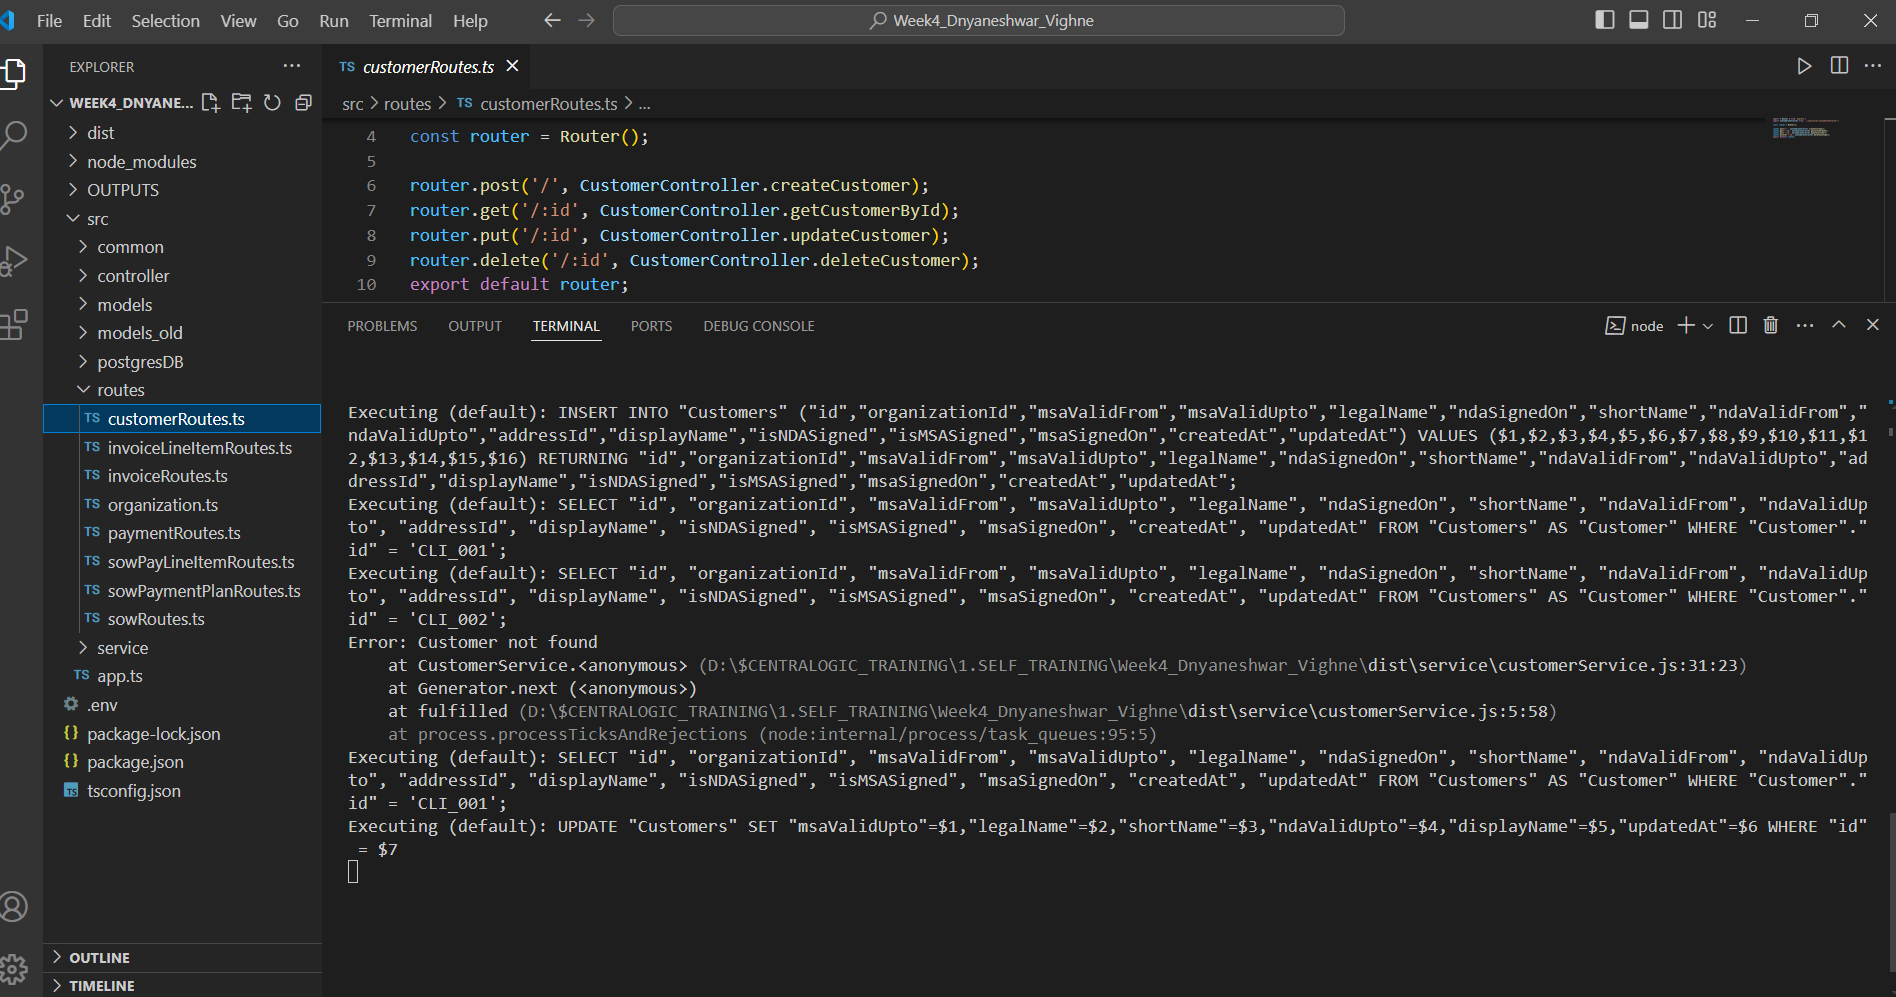 File Edit Selection View Go Run Terminal Help
Week4_Dnyaneshwar_Vighne
EXPLORER
WEEK4_DNYANE...
dist
node_modules
OUTPUTS
src
common
controller
models
models_old
postgresDB
routes
TS customerRoutes.ts
TS invoiceLineItemRoutes.ts
TS invoiceRoutes.ts
TS organization.ts
TS paymentRoutes.ts
TS sowPayLineItemRoutes.ts
TS sowPaymentPlanRoutes.ts
TS sowRoutes.ts
service
TS app.ts
.env
{} package-lock.json
{} package.json
TS tsconfig.json
OUTLINE
TIMELINE
TS customerRoutes.ts
src > routes > TS customerRoutes.ts > ...
4 const router = Router();
5
6 router.post('/', CustomerController.createCustomer);
7 router.get('/:id', CustomerController.getCustomerById);
8 router.put('/:id', CustomerController.updateCustomer);
9 router.delete('/:id', CustomerController.deleteCustomer);
10 export default router;
PROBLEMS OUTPUT TERMINAL PORTS DEBUG CONSOLE
node
Executing (default): INSERT INTO "Customers" ("id","organizationId","msaValidFrom","msaValidUpto","legalName","ndaSignedOn","shortName","ndaValidFrom","
ndaValidUpto","addressId","displayName","isNDASigned","isMSASigned","msaSignedOn","createdAt","updatedAt") VALUES ($1,$2,$3,$4,$5,$6,$7,$8,$9,$10,$11,$1
2,$13,$14,$15,$16) RETURNING "id","organizationId","msaValidFrom","msaValidUpto","legalName","ndaSignedOn","shortName","ndaValidFrom","ndaValidUpto","ad
dressId","displayName","isNDASigned","isMSASigned","msaSignedOn","createdAt","updatedAt";
Executing (default): SELECT "id", "organizationId", "msaValidFrom", "msaValidUpto", "legalName", "ndaSignedOn", "shortName", "ndaValidFrom", "ndaValidUp
to", "addressId", "displayName", "isNDASigned", "isMSASigned", "msaSignedOn", "createdAt", "updatedAt" FROM "Customers" AS "Customer" WHERE "Customer"."
id" = 'CLI_001';
Executing (default): SELECT "id", "organizationId", "msaValidFrom", "msaValidUpto", "legalName", "ndaSignedOn", "shortName", "ndaValidFrom", "ndaValidUp
to", "addressId", "displayName", "isNDASigned", "isMSASigned", "msaSignedOn", "createdAt", "updatedAt" FROM "Customers" AS "Customer" WHERE "Customer"."
id" = 'CLI_002';
Error: Customer not found
at CustomerService.<anonymous> (D:\$CENTRALOGIC_TRAINING\1.SELF_TRAINING\Week4_Dnyaneshwar_Vighne\dist\service\customerService.js:31:23)
at Generator.next (<anonymous>)
at fulfilled (D:\$CENTRALOGIC_TRAINING\1.SELF_TRAINING\Week4_Dnyaneshwar_Vighne\dist\service\customerService.js:5:58)
at process.processTicksAndRejections (node:internal/process/task_queues:95:5)
Executing (default): SELECT "id", "organizationId", "msaValidFrom", "msaValidUpto", "legalName", "ndaSignedOn", "shortName", "ndaValidFrom", "ndaValidUp
to", "addressId", "displayName", "isNDASigned", "isMSASigned", "msaSignedOn", "createdAt", "updatedAt" FROM "Customers" AS "Customer" WHERE "Customer"."
id" = 'CLI_001';
Executing (default): UPDATE "Customers" SET "msaValidUpto"=$1,"legalName"=$2,"shortName"=$3,"ndaValidUpto"=$4,"displayName"=$5,"updatedAt"=$6 WHERE "id"
= $7